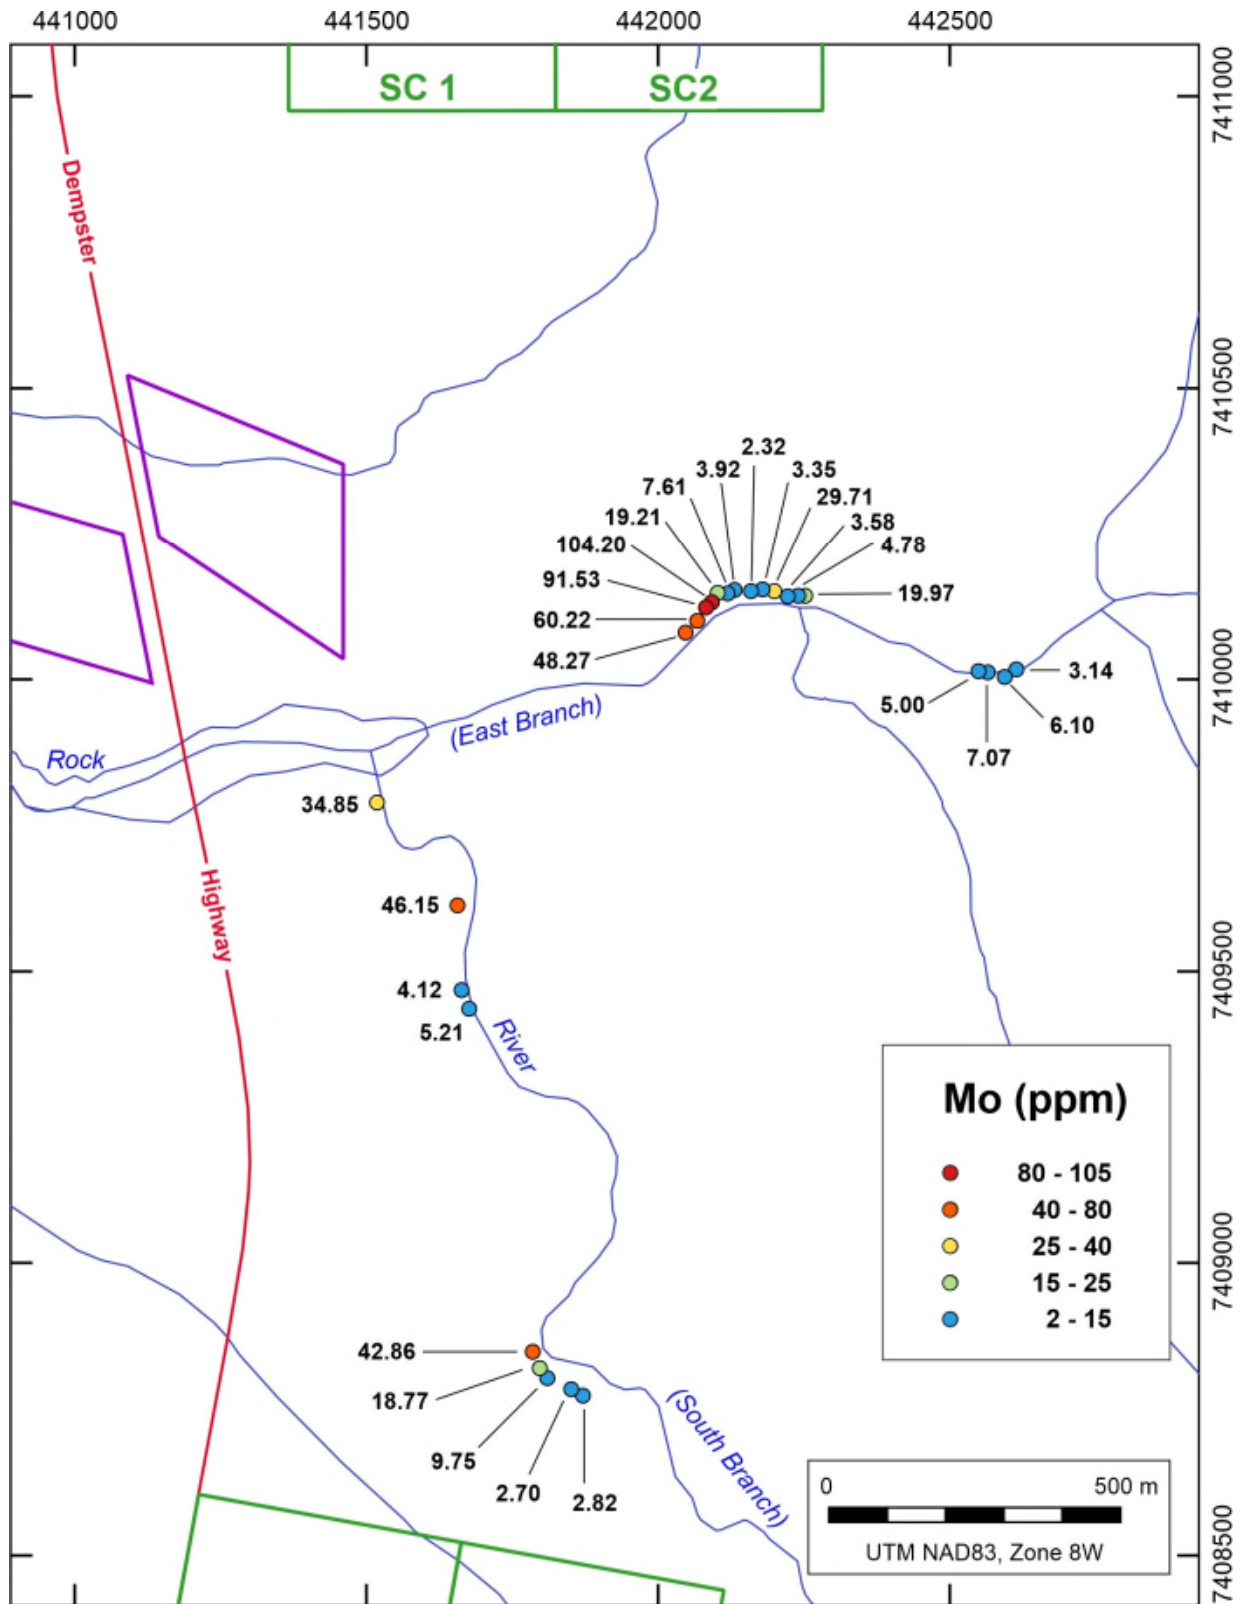 441000
441500
442000
442500
SC 1
SC2
7411000
Dempster
7410500
2.32
3.92
3.35
7.61
29.71
19.21
3.58
104.20
4.78
91.53
19.97
60.22
48.27
7410000
3.14
5.00
6.10
7.07
(East Branch)
Rock
34.85
Highway
46.15
4.12
5.21
River
7409500
Mo (ppm)
80 - 105
40 - 80
25 - 40
15 - 25
2 - 15
7409000
42.86
18.77
9.75
2.70
2.82
(South Branch)
0
500 m
UTM NAD83, Zone 8W
7408500